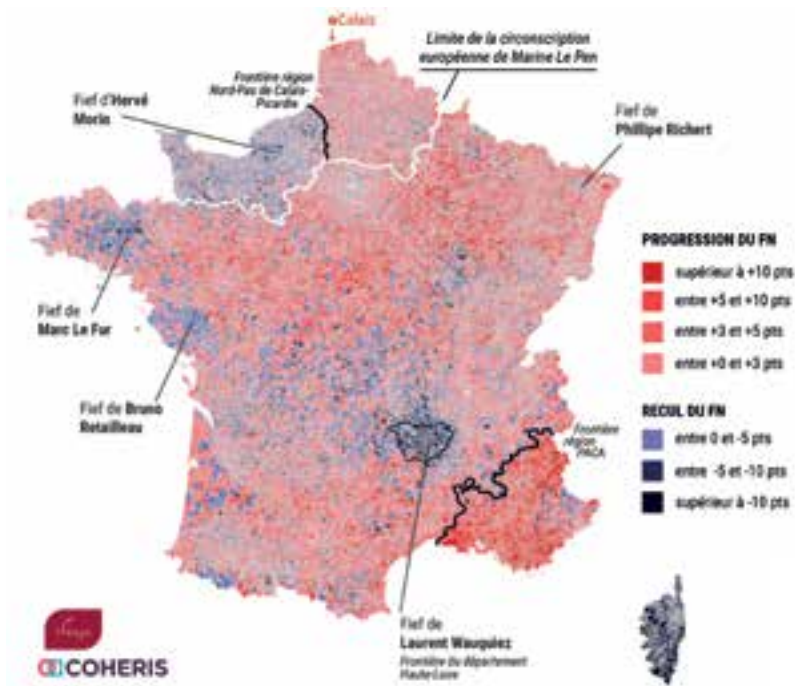 Calais
Limite de la circonscription
européenne de Marine Le Pen
Frontière région
Nord-Pas de Calais-
Picardie
Fief d'Hervé
Morin
Fief de
Phillipe Richert
PROGRESSION DU FN
supérieur à +10 pts
entre +5 et +10 pts
entre +3 et +5 pts
entre +0 et +3 pts
RECUL DU FN
entre 0 et -5 pts
entre -5 et -10 pts
supérieur à -10 pts
Fief de
Marc Le Fur
Fief de Bruno
Retailleau
Frontière
région
PACA
Fief de
Laurent Wauquiez
Frontière du département
Haute-Loire
COHERIS